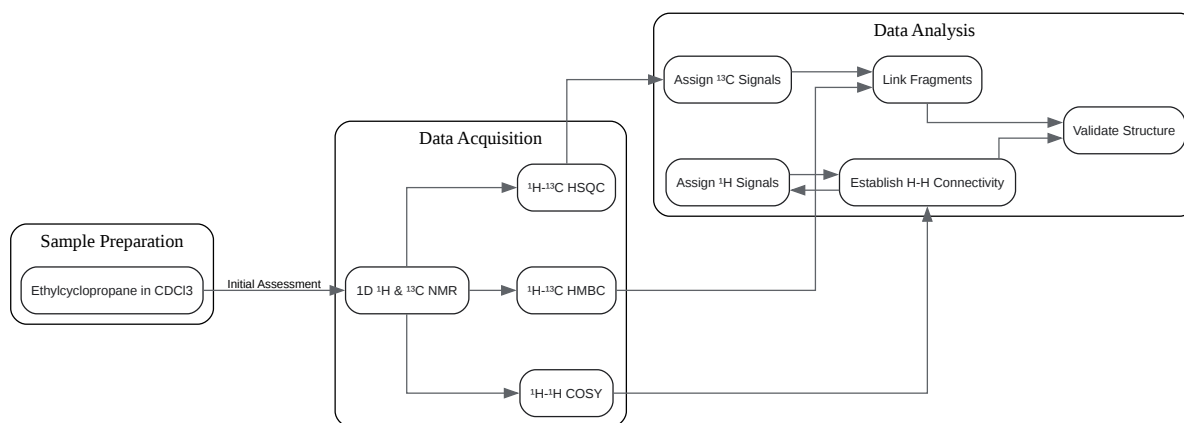 Data Analysis
Assign ¹³C Signals
Link Fragments
Validate Structure
Assign ¹H Signals
Establish H-H Connectivity
Data Acquisition
¹H-¹³C HSQC
1D ¹H & ¹³C NMR
¹H-¹³C HMBC
¹H-¹H COSY
Sample Preparation
Ethylcyclopropane in CDCl3
Initial Assessment